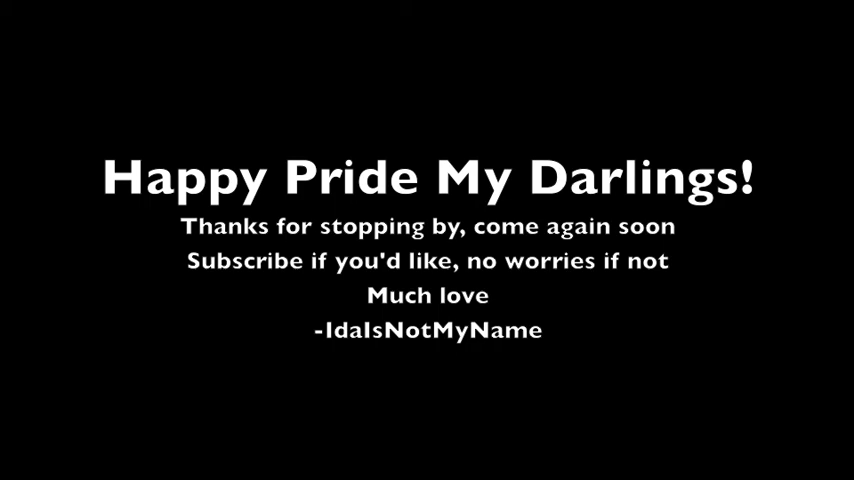 Happy Pride My Darlings!
Thanks for stopping by, come again soon
Subscribe if you'd like, no worries if not
Much love
-IdaIsNotMyName